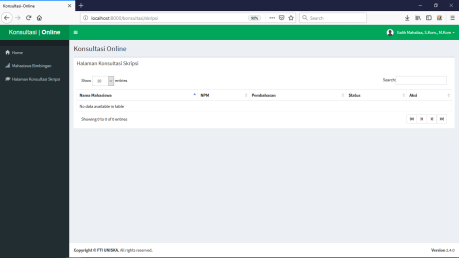 Konsultasi-Online
localhost:8000/konsultasi/skripsi
80%
Search
Konsultasi | Online
Galih Mahalisa, S.Kom., M.Kom
Home
Mahasiswa Bimbingan
Halaman Konsultasi Skripsi
Konsultasi Online
Halaman Konsultasi Skripsi
Show 10 entries
Search:
Nama Mahasiswa NPM Pembahasan Status Aksi
No data available in table
Showing 0 to 0 of 0 entries
Copyright © FTI UNISKA. All rights reserved.
Version 2.4.0